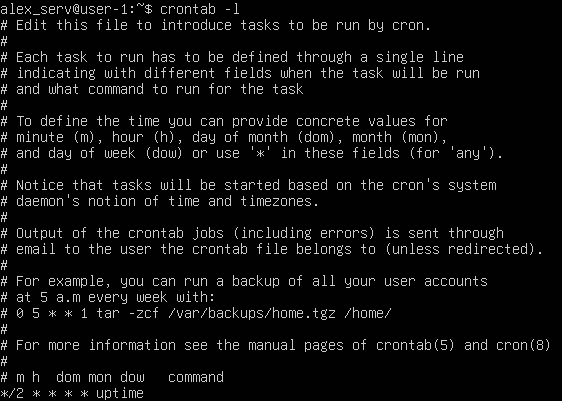 alex_serv@user-1:~$ crontab -l
# Edit this file to introduce tasks to be run by cron.
#
# Each task to run has to be defined through a single line
# indicating with different fields when the task will be run
# and what command to run for the task
#
# To define the time you can provide concrete values for
# minute (m), hour (h), day of month (dom), month (mon),
# and day of week (dow) or use '*' in these fields (for 'any').
#
# Notice that tasks will be started based on the cron's system
# daemon's notion of time and timezones.
#
# Output of the crontab jobs (including errors) is sent through
# email to the user the crontab file belongs to (unless redirected).
#
# For example, you can run a backup of all your user accounts
# at 5 a.m every week with:
# 0 5 * * 1 tar -zcf /var/backups/home.tgz /home/
#
# For more information see the manual pages of crontab(5) and cron(8)
#
# m h  dom mon dow   command
*/2 * * * * uptime